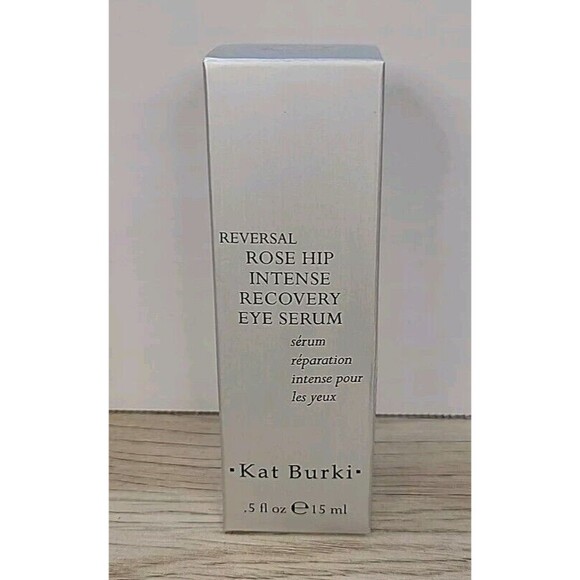 REVERSAL
ROSE HIP
INTENSE
RECOVERY
EYE SERUM
sérum
réparation
intense pour
les yeux
·Kat Burki·
.5 fl oz ℮ 15 ml